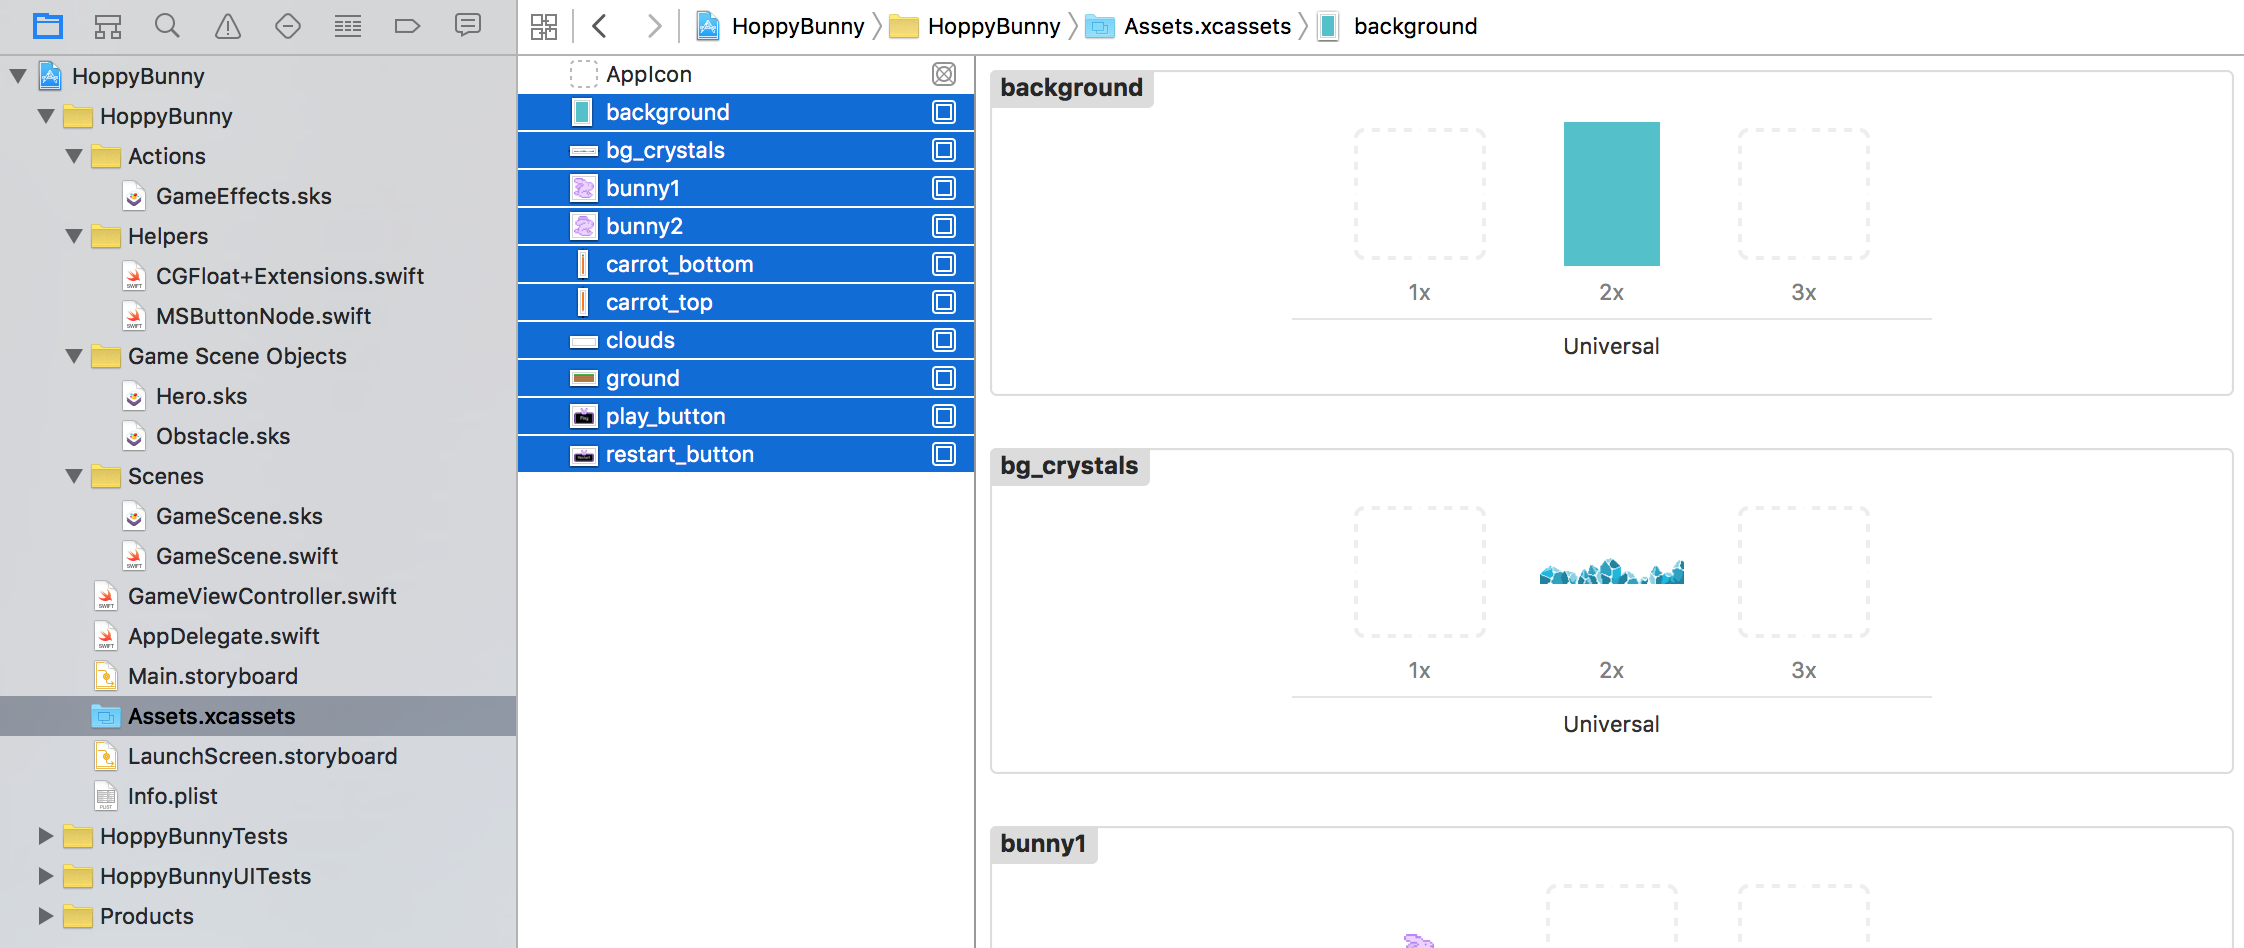 HoppyBunny HoppyBunny Assets.xcassets background
HoppyBunny
HoppyBunny
Actions
GameEffects.sks
Helpers
CGFloat+Extensions.swift
MSButtonNode.swift
Game Scene Objects
Hero.sks
Obstacle.sks
Scenes
GameScene.sks
GameScene.swift
GameViewController.swift
AppDelegate.swift
Main.storyboard
Assets.xcassets
LaunchScreen.storyboard
Info.plist
HoppyBunnyTests
HoppyBunnyUITests
Products
AppIcon
background
bg_crystals
bunny1
bunny2
carrot_bottom
carrot_top
clouds
ground
play_button
restart_button
background
1x 2x 3x
Universal
bg_crystals
1x 2x 3x
Universal
bunny1